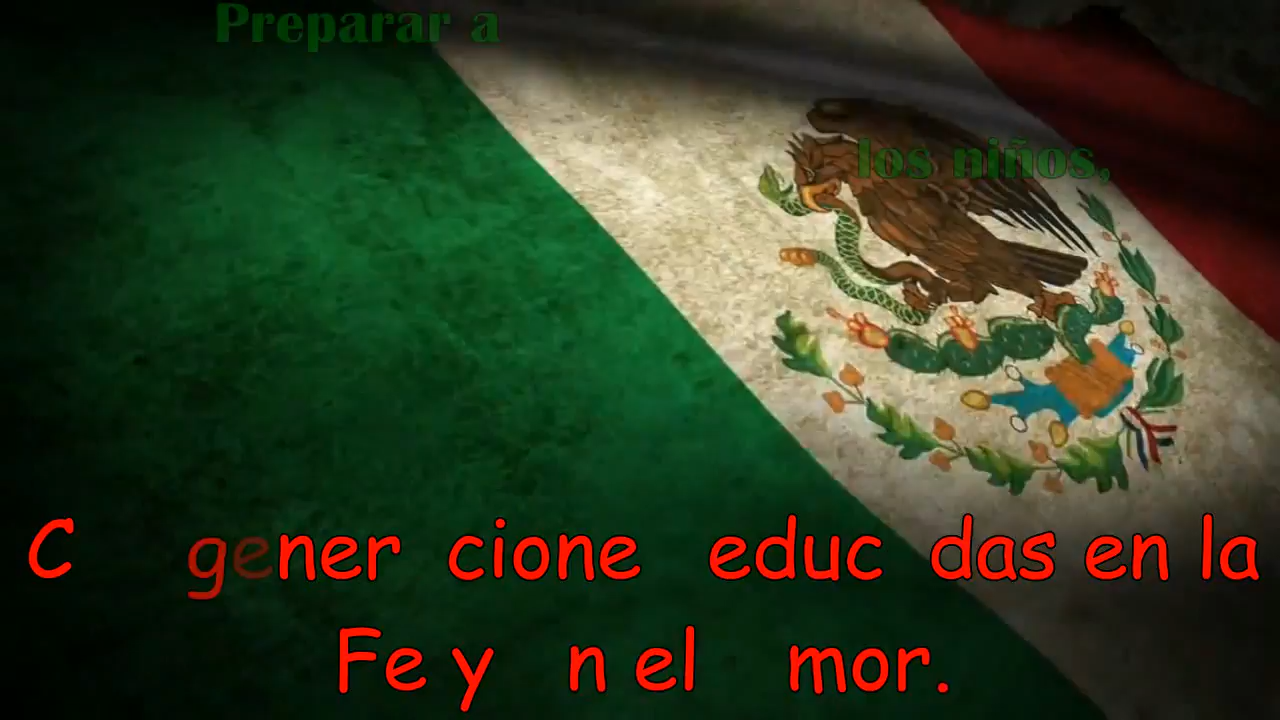 Preparar a
los niños,
C gener cione educ das en la
Fe y n el mor.